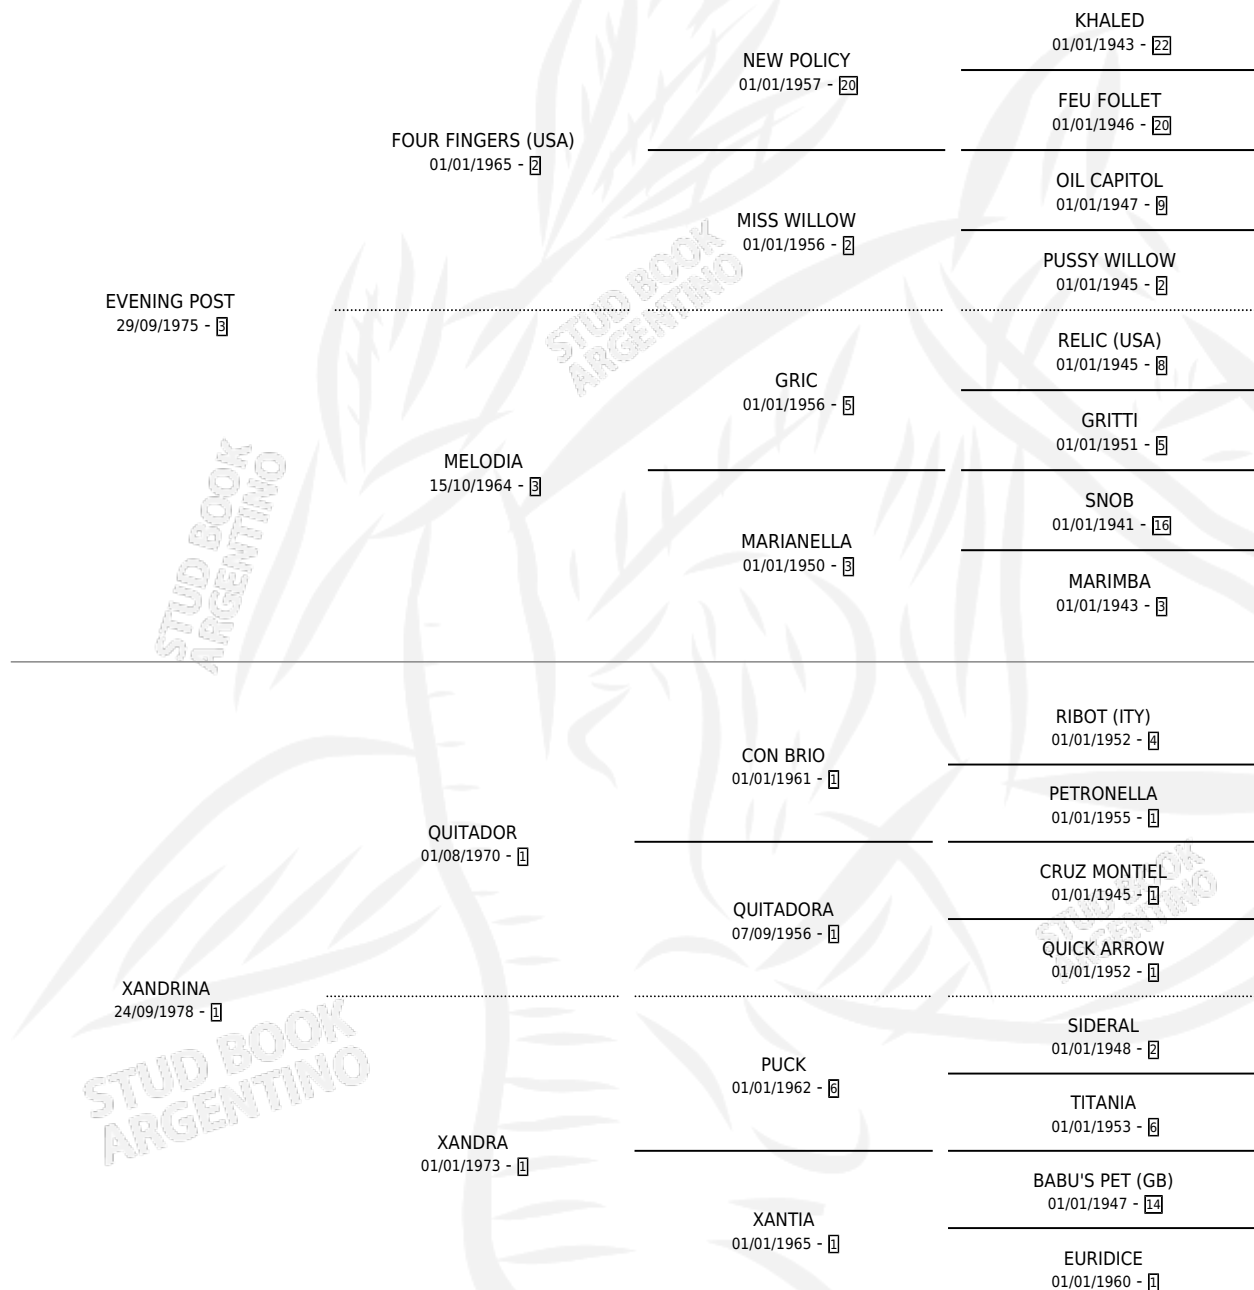 KHALED
01/01/1943 - 22
NEW POLICY
01/01/1957 - 20
FEU FOLLET
01/01/1946 - 20
FOUR FINGERS (USA)
01/01/1965 - 2
OIL CAPITOL
01/01/1947 - 9
MISS WILLOW
01/01/1956 - 2
PUSSY WILLOW
01/01/1945 - 2
EVENING POST
29/09/1975 - 3
STUD BOOK
ARGENTINO
RELIC (USA)
01/01/1945 - 8
GRIC
01/01/1956 - 5
GRITTI
01/01/1951 - 5
MELODIA
15/10/1964 - 3
SNOB
01/01/1941 - 16
MARIANELLA
01/01/1950 - 3
MARIMBA
01/01/1943 - 3
STUD BOOK
ARGENTINO
RIBOT (ITY)
01/01/1952 - 4
CON BRIO
01/01/1961 - 1
PETRONELLA
01/01/1955 - 1
QUITADOR
01/08/1970 - 1
CRUZ MONTIEL
01/01/1945 - 1
QUITADORA
07/09/1956 - 1
STUD BOOK
ARGENTINO
QUICK ARROW
01/01/1952 - 1
XANDRINA
24/09/1978 - 1
STUD BOOK
ARGENTINO
SIDERAL
01/01/1948 - 2
PUCK
01/01/1962 - 6
TITANIA
01/01/1953 - 6
XANDRA
01/01/1973 - 1
BABU'S PET (GB)
01/01/1947 - 14
XANTIA
01/01/1965 - 1
EURIDICE
01/01/1960 - 1